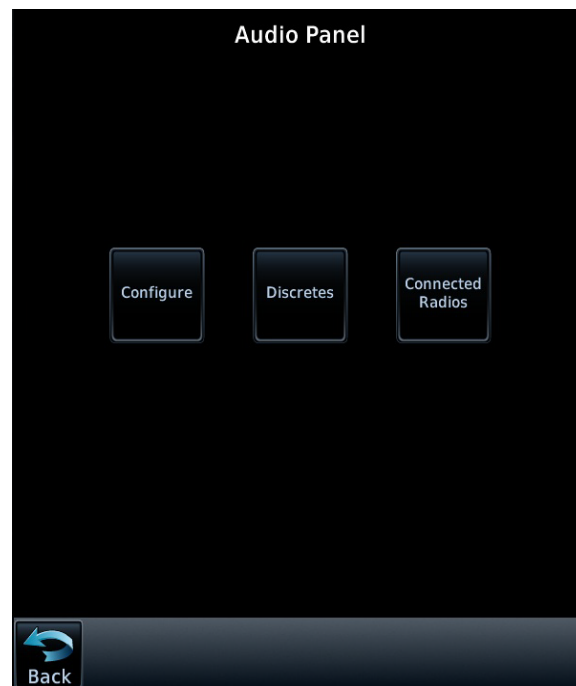 Audio Panel
Configure
Discretes
Connected
Radios
Back